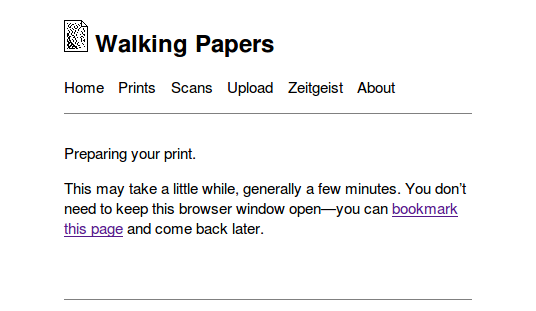 Walking Papers
Home Prints Scans Upload Zeitgeist About
Preparing your print.
This may take a little while, generally a few minutes. You don’t
need to keep this browser window open—you can bookmark
this page and come back later.